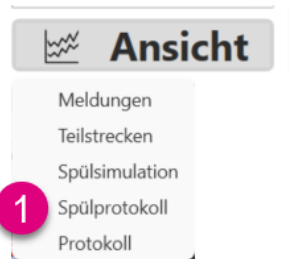 Ansicht
Meldungen
Teilstrecken
Spülsimulation
1 Spülprotokoll
Protokoll